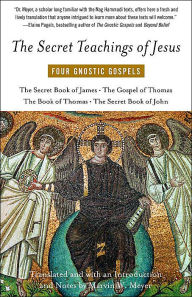 "Dr. Meyer, a scholar long familiar with the Nag Hammadi texts, offers here a fresh and
lively translation that anyone intrigued to learn more about these texts will welcome."
—Elaine Pagels, bestselling author of The Gnostic Gospels and Beyond Belief
The Secret Teachings of Jesus
FOUR GNOSTIC GOSPELS
The Secret Book of James • The Gospel of Thomas
The Book of Thomas • The Secret Book of John
Translated and with an Introduction
and Notes by Marvin W. Meyer